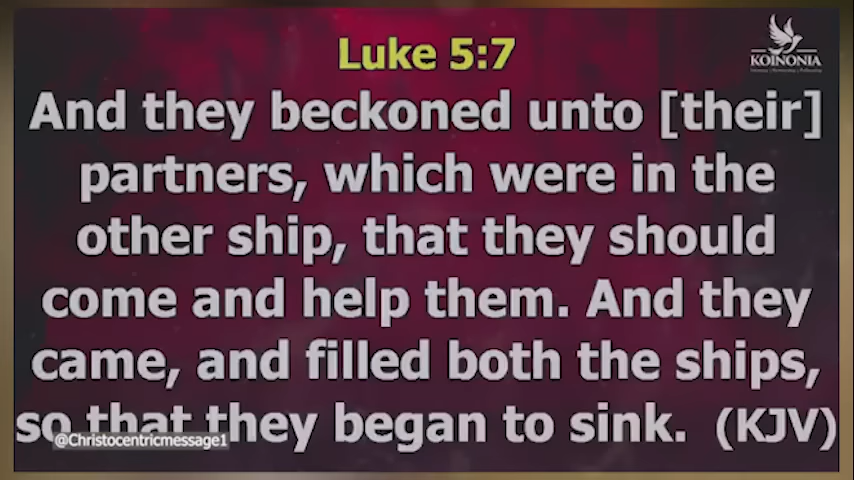 Luke 5:7
KOINONIA
And they beckoned unto [their]
partners, which were in the
other ship, that they should
come and help them. And they
came, and filled both the ships,
so that they began to sink. (KJV)
@Christocentricmessage1